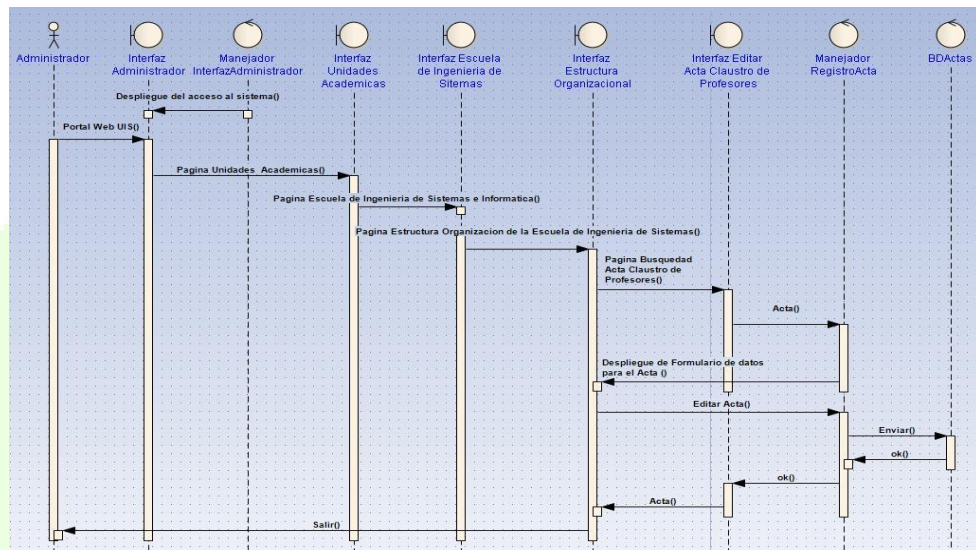 Administrador
Interfaz
Administrador
Manejador
InterfazAdministrador
Interfaz
Unidades
Academicas
Interfaz Escuela
de Ingenieria de
Sitemas
Interfaz
Estructura
Organizacional
Interfaz Editar
Acta Claustro de
Profesores
Manejador
RegistroActa
BDActas
Despliegue del acceso al sistema()
Portal Web UIS()
Pagina Unidades Academicas()
Pagina Escuela de Ingenieria de Sistemas e Informatica()
Pagina Estructura Organizacion de la Escuela de Ingenieria de Sistemas()
Pagina Busquedad
Acta Claustro de
Profesores()
Acta()
Despliegue de Formulario de datos
para el Acta ()
Editar Acta()
Enviar()
ok()
ok()
Acta()
Salir()